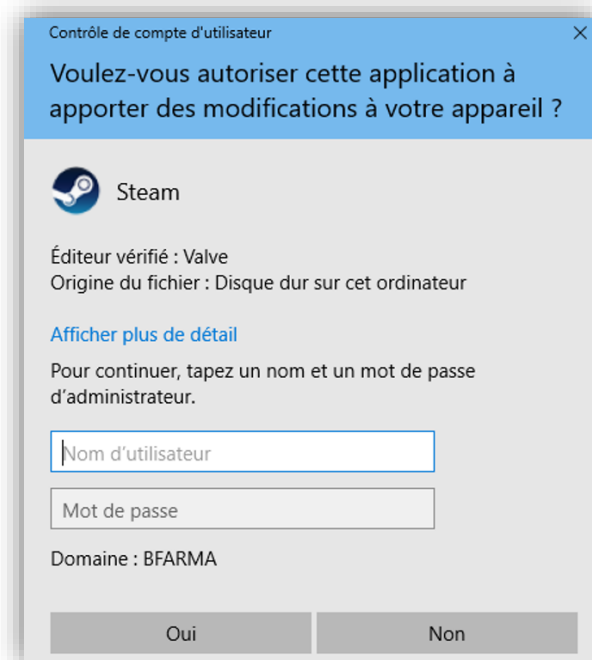 Contrôle de compte d'utilisateur
Voulez-vous autoriser cette application à
apporter des modifications à votre appareil ?
Steam
Éditeur vérifié : Valve
Origine du fichier : Disque dur sur cet ordinateur
Afficher plus de détail
Pour continuer, tapez un nom et un mot de passe
d’administrateur.
Nom d’utilisateur
Mot de passe
Domaine : BFARMA
Oui
Non